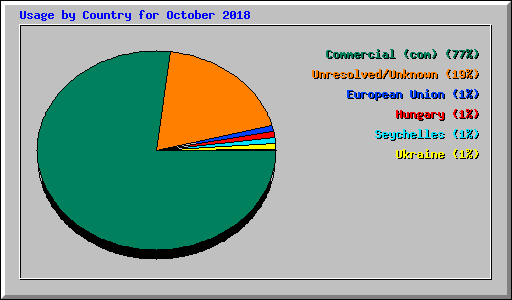 Usage by Country for October 2018
Commercial (com) (77%)
Unresolved/Unknown (19%)
European Union (1%)
Hungary (1%)
Seychelles (1%)
Ukraine (1%)